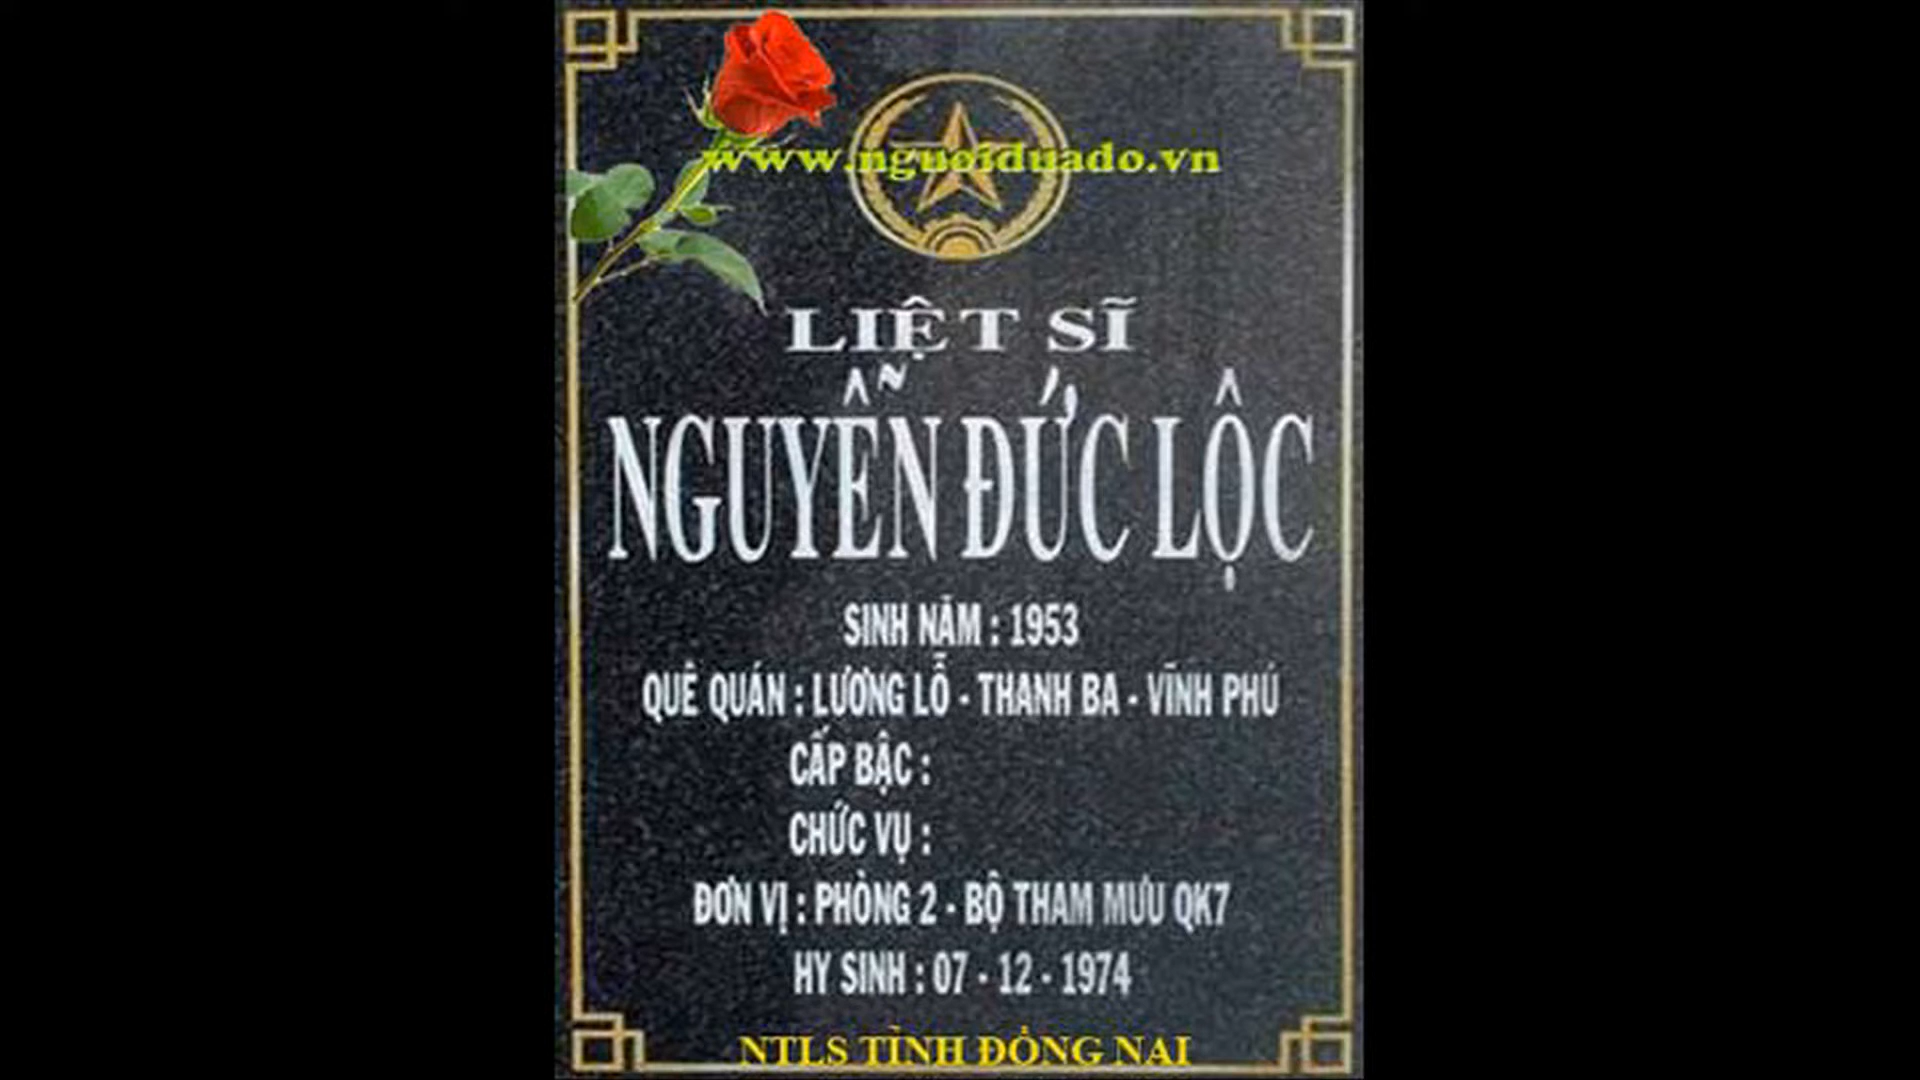 www.nguoiduado.vn
LIỆT SĨ
NGUYỄN ĐỨC LỘC
SINH NĂM : 1953
QUÊ QUÁN : LƯƠNG LỖ - THANH BA - VĨNH PHÚ
CẤP BẬC :
CHỨC VỤ :
ĐƠN VỊ : PHÒNG 2 - BỘ THAM MƯU QK7
HY SINH : 07 - 12 - 1974
NTLS TỈNH ĐỒNG NAI